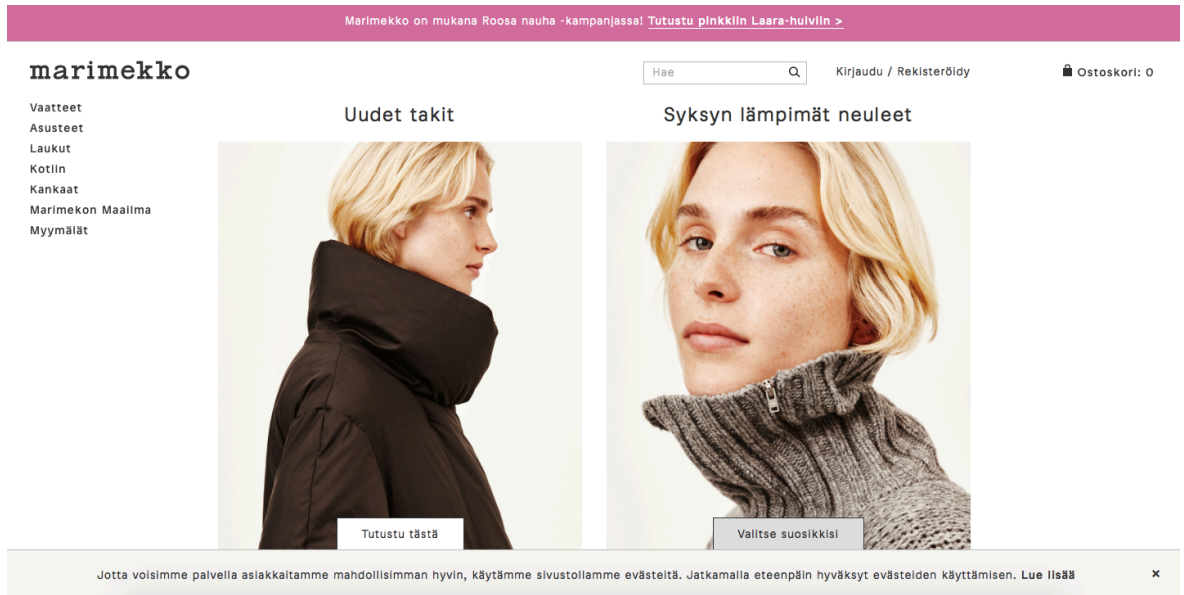 Marimekko on mukana Roosa nauha -kampanjassa! Tutustu pinkkiin Laara-huiviin >
marimekko
Hae
Kirjaudu / Rekisteröidy
Ostoskori: 0
Vaatteet
Asusteet
Laukut
Kotiin
Kankaat
Marimekon Maailma
Myymälät
Uudet takit
Syksyn lämpimät neuleet
Tutustu tästä
Valitse suosikkisi
Jotta voisimme palvella asiakkaitamme mahdollisimman hyvin, käytämme sivustollamme evästeitä. Jatkamalla eteenpäin hyväksyt evästeiden käyttämisen. Lue lisää
×